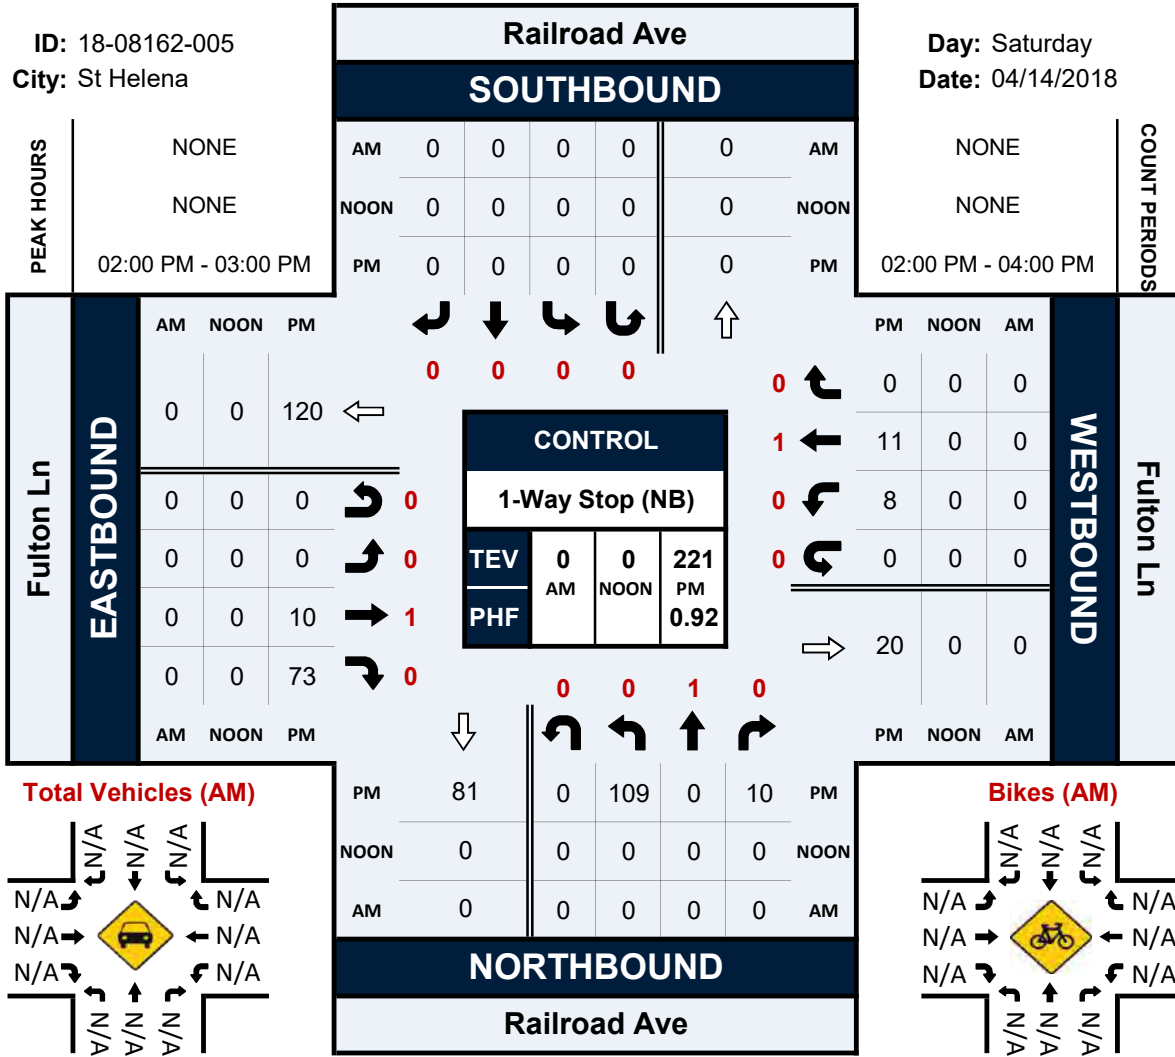 ID: 18-08162-005
City: St Helena
Railroad Ave
SOUTHBOUND
Day: Saturday
Date: 04/14/2018
PEAK HOURS
NONE
NONE
02:00 PM - 03:00 PM
AM 0 0 0 0 0 AM
NOON 0 0 0 0 0 NOON
PM 0 0 0 0 0 PM
NONE
NONE
02:00 PM - 04:00 PM
COUNT PERIODS
0 0 0 0
Fulton Ln
EASTBOUND
AM NOON PM
0 0 120
0 0 0 0
0 0 0 0
0 0 10 1
0 0 73 0
AM NOON PM
CONTROL
1-Way Stop (NB)
TEV 0 0 221
AM NOON PM
PHF 0.92
PM NOON AM
0 0 0 0
1 11 0 0
0 8 0 0
0 0 0 0
20 0 0
PM NOON AM
WESTBOUND
Fulton Ln
0 0 1 0
PM 81 0 109 0 10 PM
NOON 0 0 0 0 0 NOON
AM 0 0 0 0 0 AM
NORTHBOUND
Railroad Ave
Total Vehicles (AM)
N/A N/A N/A
N/A N/A
N/A N/A
N/A N/A
N/A N/A N/A
Bikes (AM)
N/A N/A N/A
N/A N/A
N/A N/A
N/A N/A
N/A N/A N/A